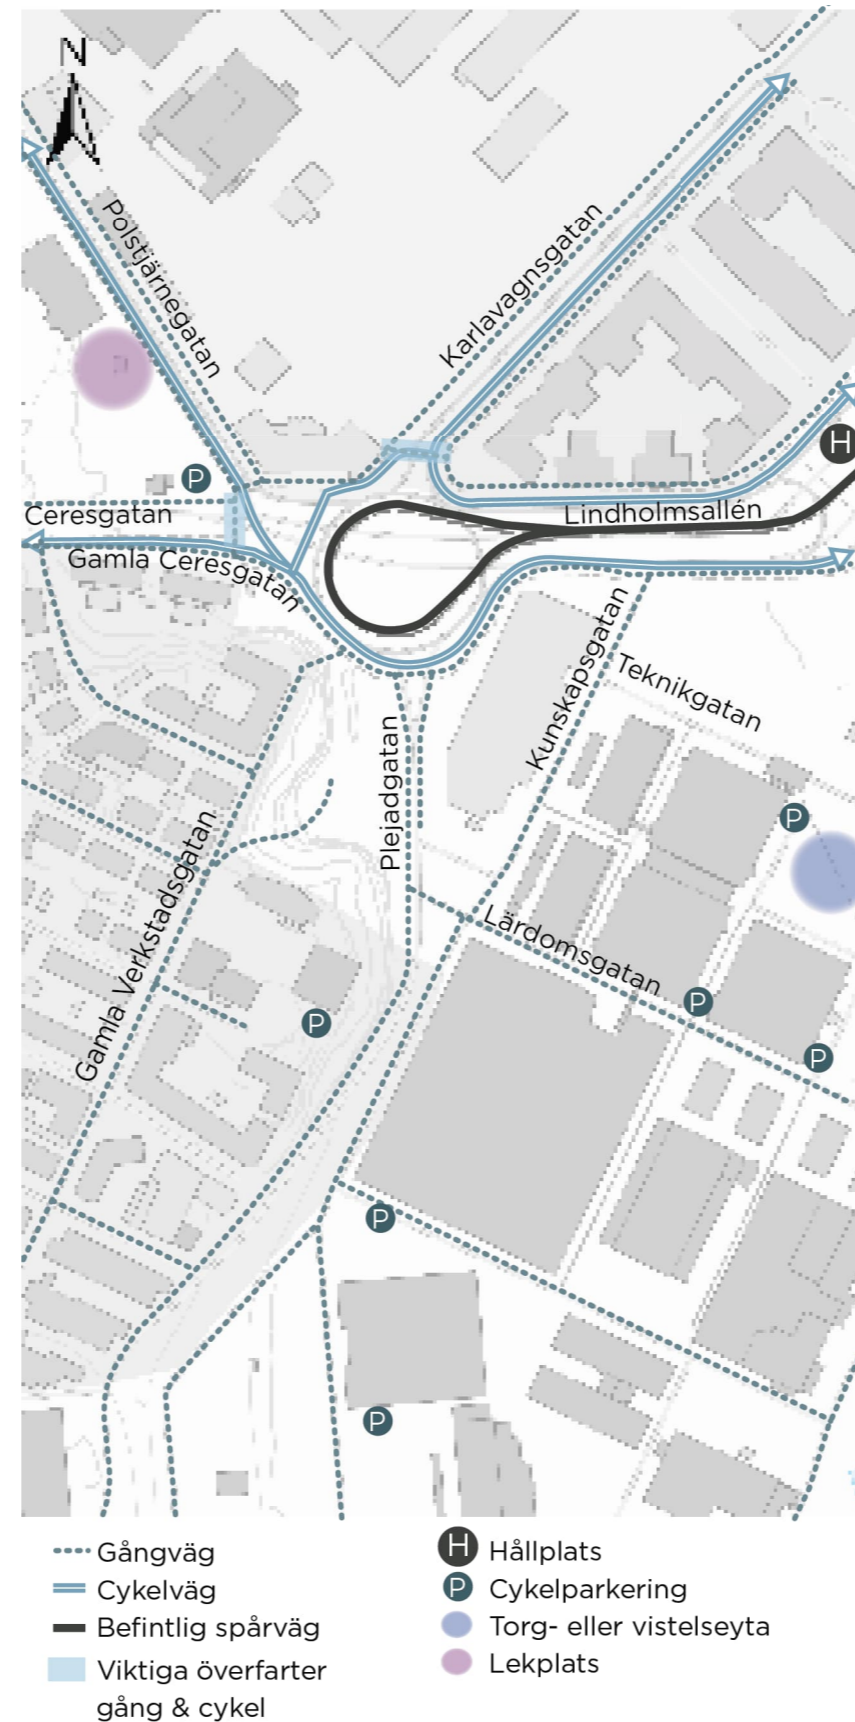 N
Polstjärnegatan
Karlavagnsgatan
H
P
Ceresgatan
Lindholmsallén
Gamla Ceresgatan
Kunskapsgatan
Teknikgatan
Plejadgatan
P
Gamla Verkstadsgatan
Lärdomsgatan
P
P
P
P
P
Gångväg
Cykelväg
Befintlig spårväg
Viktiga överfarter
gång & cykel
H Hållplats
P Cykelparkering
Torg- eller vistelseyta
Lekplats